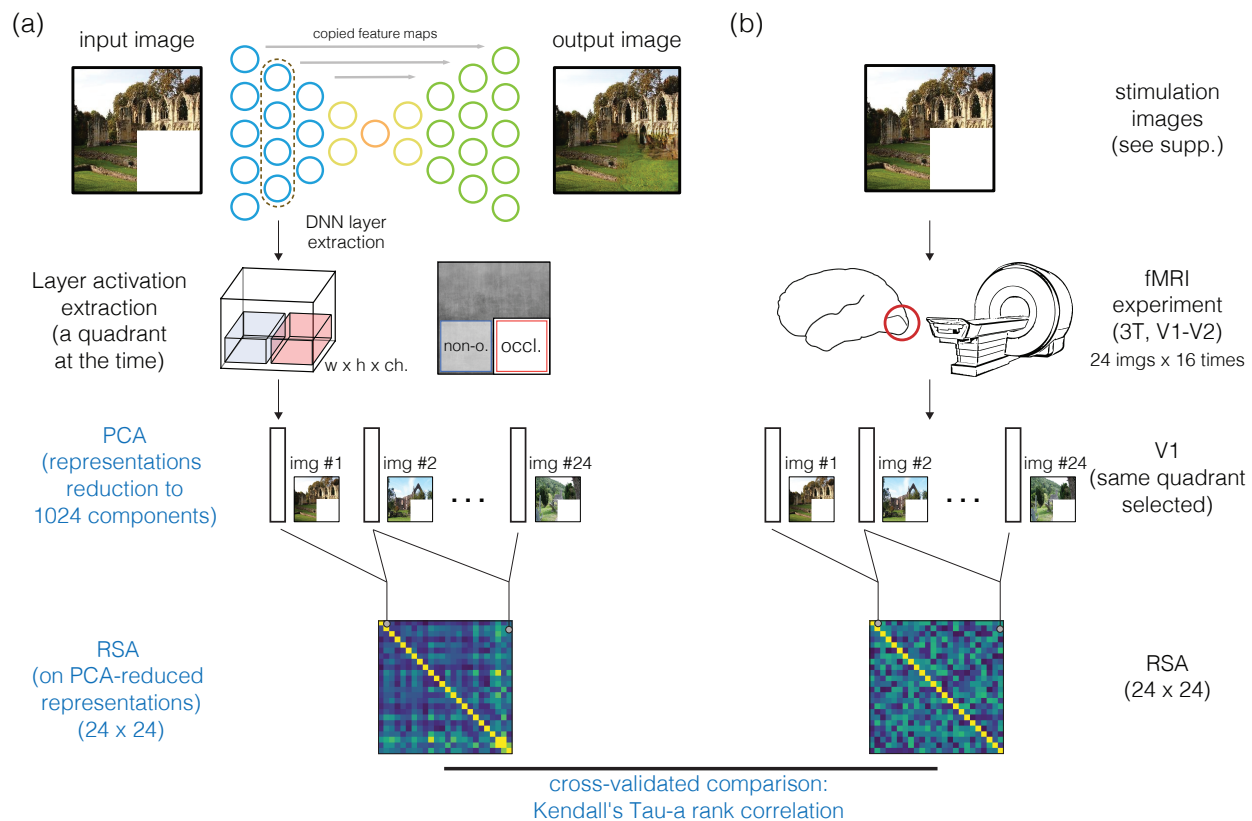 (a)
input image
copied feature maps
output image
DNN layer
extraction
Layer activation
extraction
(a quadrant
at the time)
w x h x ch.
non-o.
occl.
PCA
(representations
reduction to
1024 components)
img #1
img #2
. . .
img #24
RSA
(on PCA-reduced
representations)
(24 x 24)
(b)
stimulation
images
(see supp.)
fMRI
experiment
(3T, V1-V2)
24 imgs x 16 times
img #1
img #2
. . .
img #24
V1
(same quadrant
selected)
RSA
(24 x 24)
cross-validated comparison:
Kendall's Tau-a rank correlation